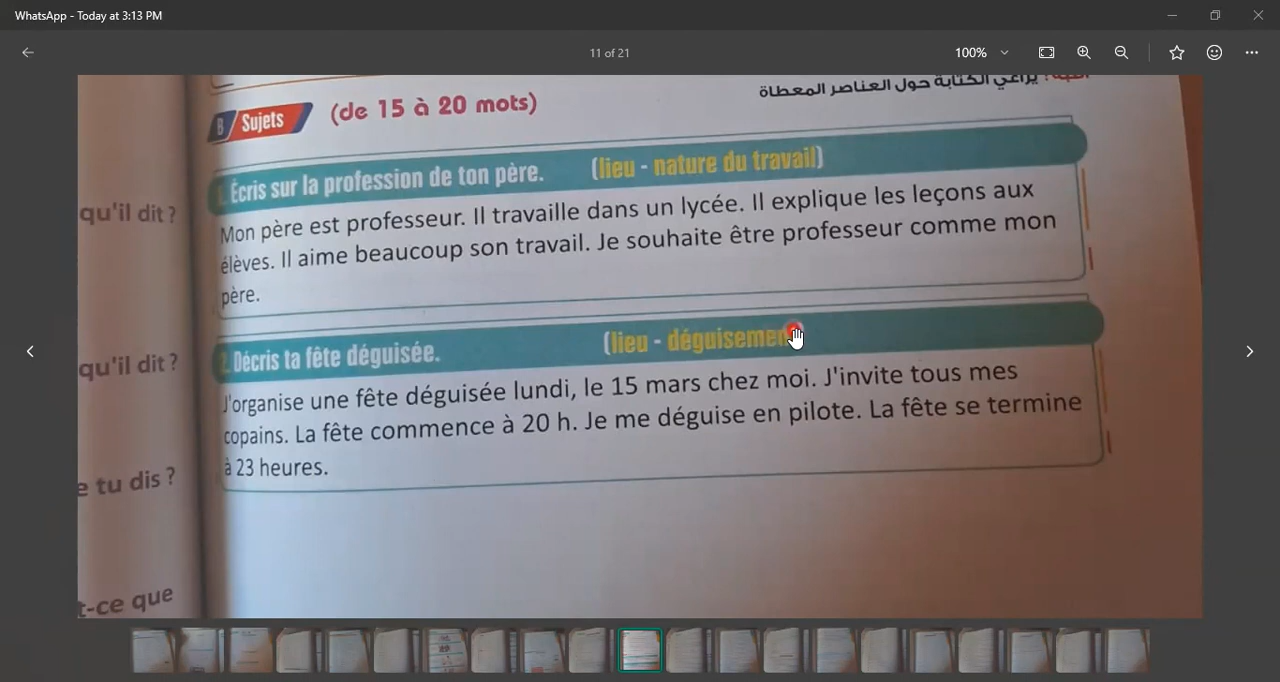 WhatsApp - Today at 3:13 PM
11 of 21
100%
يراعي الكتابة حول العناصر المعطاة
B Sujets (de 15 à 20 mots)
Écris sur la profession de ton père. (lieu - nature du travail)
Mon père est professeur. Il travaille dans un lycée. Il explique les leçons aux
élèves. Il aime beaucoup son travail. Je souhaite être professeur comme mon
père.
2. Décris ta fête déguisée. (lieu - déguisement
J'organise une fête déguisée lundi, le 15 mars chez moi. J'invite tous mes
copains. La fête commence à 20 h. Je me déguise en pilote. La fête se termine
à 23 heures.
qu'il dit ?
qu'il dit ?
e tu dis ?
t-ce que